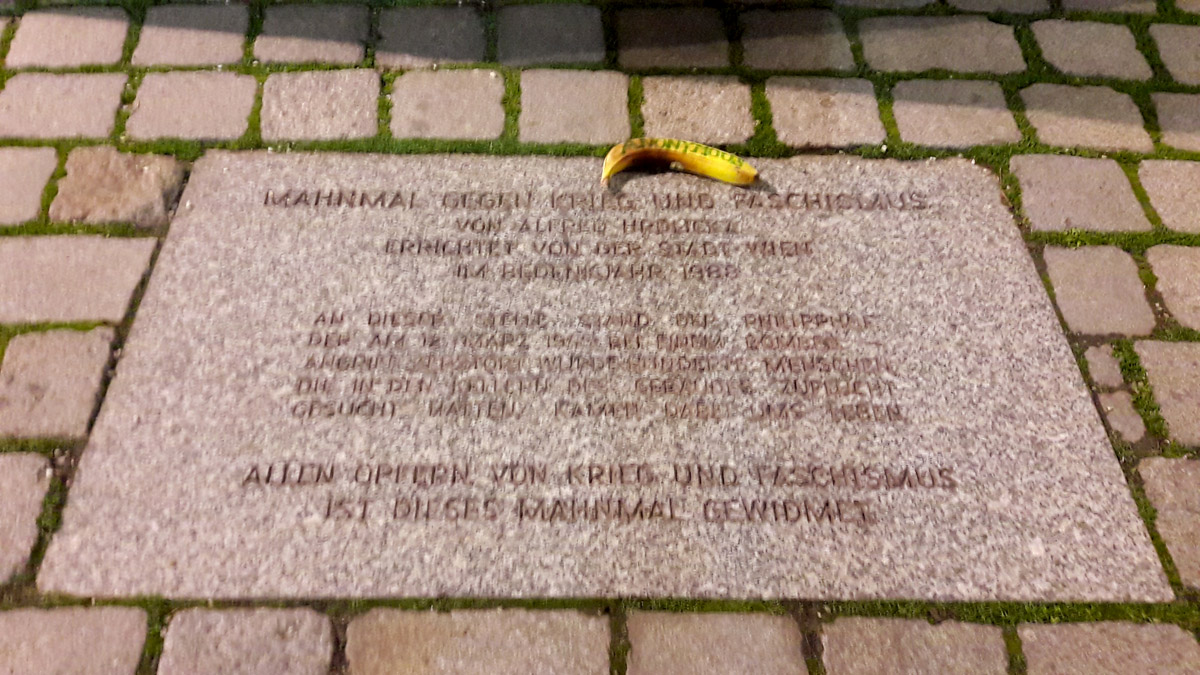 MAHNMAL GEGEN KRIEG UND FASCHISMUS
VON ALFRED HRDLICKA
ERRICHTET VON DER STADT WIEN
IM BEDENKJAHR 1988
AN DIESER STELLE STAND DER PHILIPPHOF
DER AM 12. MÄRZ BEI EINEM BOMBEN-
ANGRIFF ZERSTÖRT WURDE HUNDERTE MENSCHEN
DIE IN DEN KELLERN DES GEBÄUDES ZUFLUCHT
GESUCHT HATTEN, KAMEN DABEI UMS LEBEN
ALLEN OPFERN VON KRIEG UND FASCHISMUS
IST DIESES MAHNMAL GEWIDMET